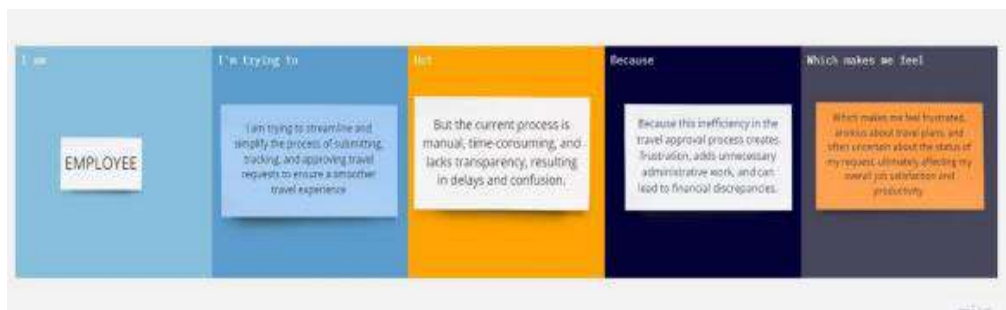 I am
I'm trying to
But
Because
Which makes me feel
EMPLOYEE
I am trying to streamline and
simplify the process of submitting,
tracking, and approving travel
requests to ensure a smoother
travel experience
But the current process is
manual, time-consuming, and
lacks transparency, resulting
in delays and confusion.
Because this inefficiency in the
travel approval process creates
frustration, adds unnecessary
administrative work, and can
lead to financial discrepancies.
Which makes me feel frustrated,
anxious about travel plans, and
often uncertain about the status of
my request, ultimately affecting my
overall job satisfaction and
productivity